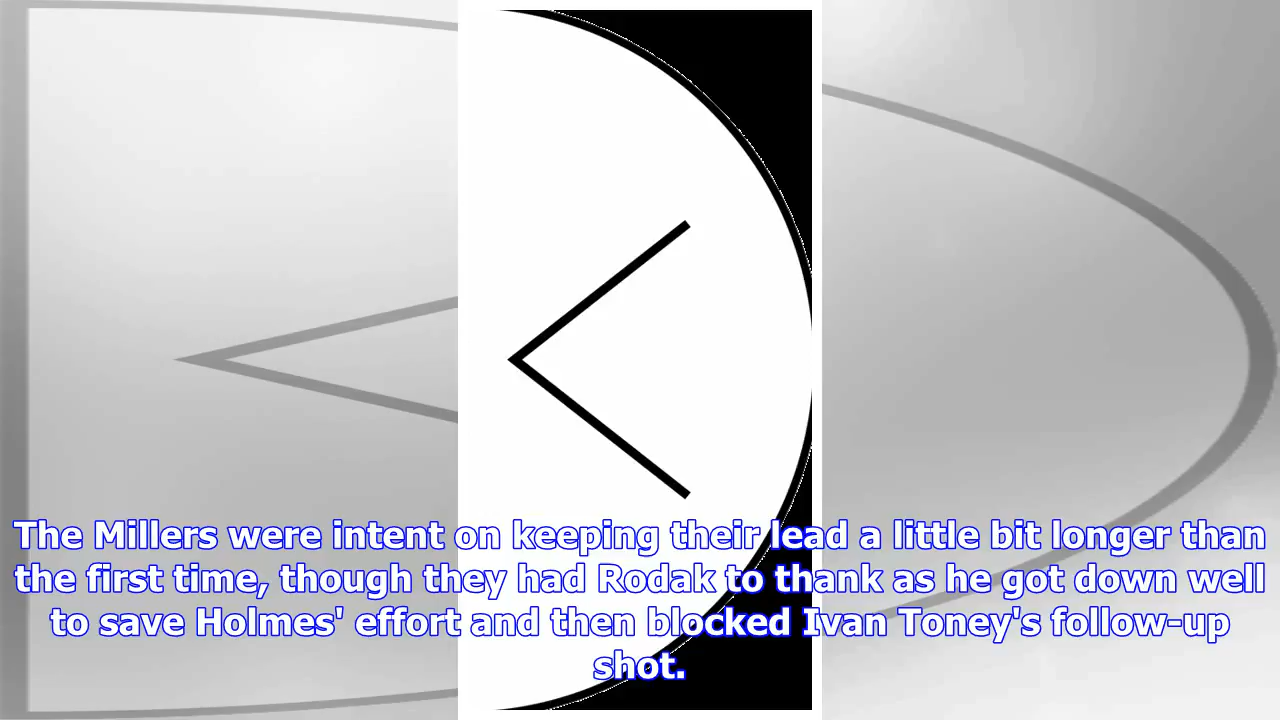 The Millers were intent on keeping their lead a little bit longer than
the first time, though they had Rodak to thank as he got down well
to save Holmes' effort and then blocked Ivan Toney's follow-up
shot.